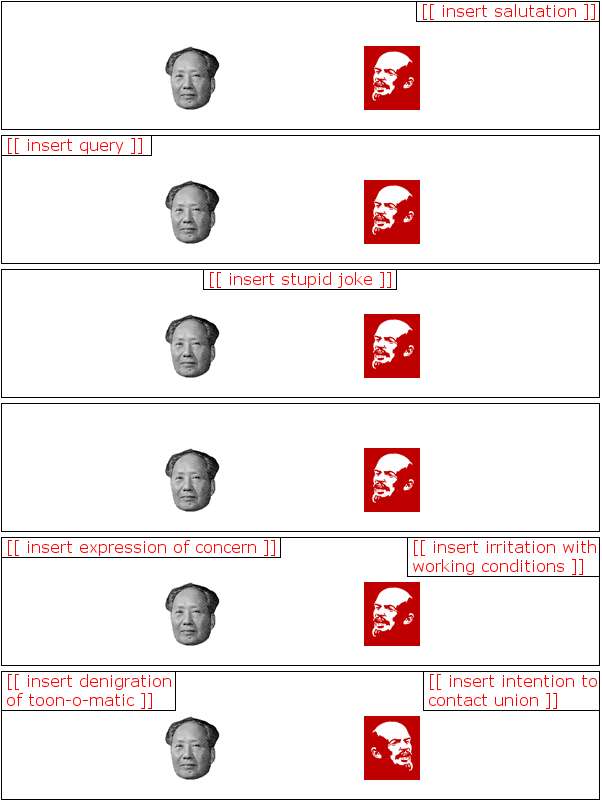 [[ insert salutation ]]
[[ insert query ]]
[[ insert stupid joke ]]
[[ insert expression of concern ]]
[[ insert irritation with
working conditions ]]
[[ insert denigration
of toon-o-matic ]]
[[ insert intention to
contact union ]]